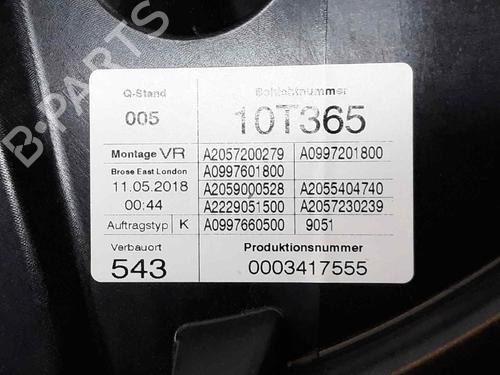 B-PARTS
Q-Stand
Schichtnummer
005
10T365
Montage VR
A2057200279
A0997201800
Brose East London
A0997601800
11.05.2018
A2059000528
A2055404740
00:44
A2229051500
A2057230239
Auftragstyp K
A0997660500
9051
Verbauort
Produktionsnummer
543
0003417555